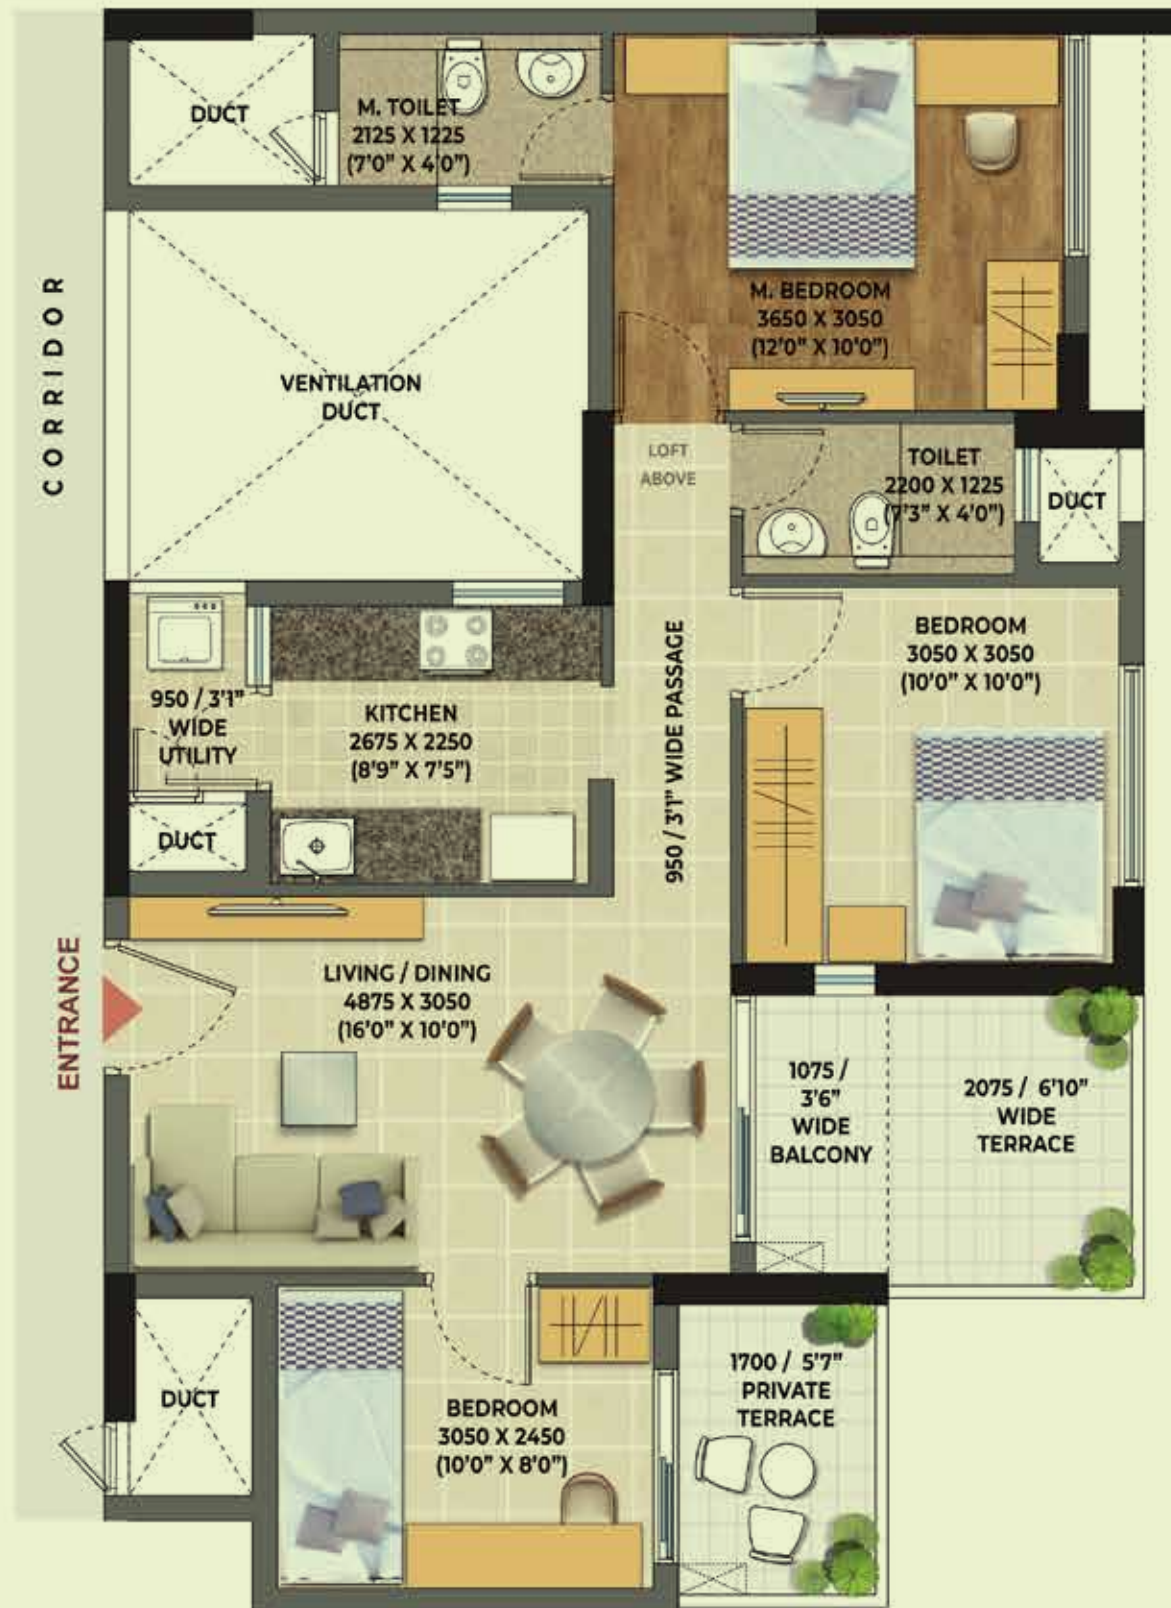 DUCT
M. TOILET
2125 X 1225
(7'0" X 4'0")
M. BEDROOM
3650 X 3050
(12'0" X 10'0")
CORRIDOR
VENTILATION
DUCT
LOFT
ABOVE
TOILET
2200 X 1225
(7'3" X 4'0")
DUCT
950 / 3'1" WIDE PASSAGE
BEDROOM
3050 X 3050
(10'0" X 10'0")
950 / 3'1"
WIDE
UTILITY
KITCHEN
2675 X 2250
(8'9" X 7'5")
DUCT
ENTRANCE
LIVING / DINING
4875 X 3050
(16'0" X 10'0")
1075 /
3'6"
WIDE
BALCONY
2075 / 6'10"
WIDE
TERRACE
DUCT
BEDROOM
3050 X 2450
(10'0" X 8'0")
1700 / 5'7"
PRIVATE
TERRACE